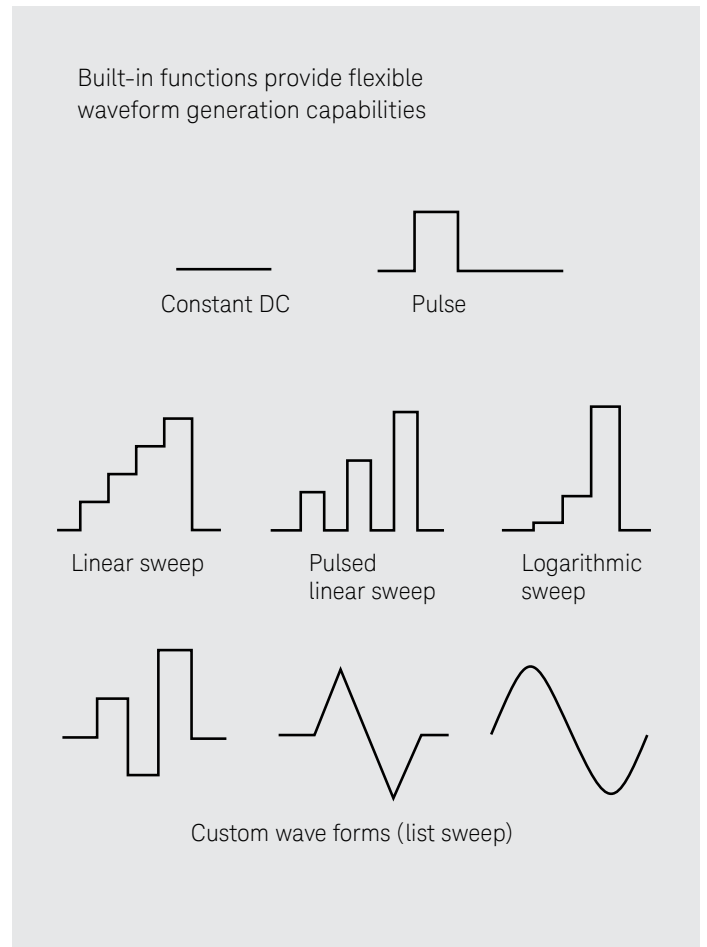 Built-in functions provide flexible
waveform generation capabilities
Constant DC
Pulse
Linear sweep
Pulsed
linear sweep
Logarithmic
sweep
Custom wave forms (list sweep)